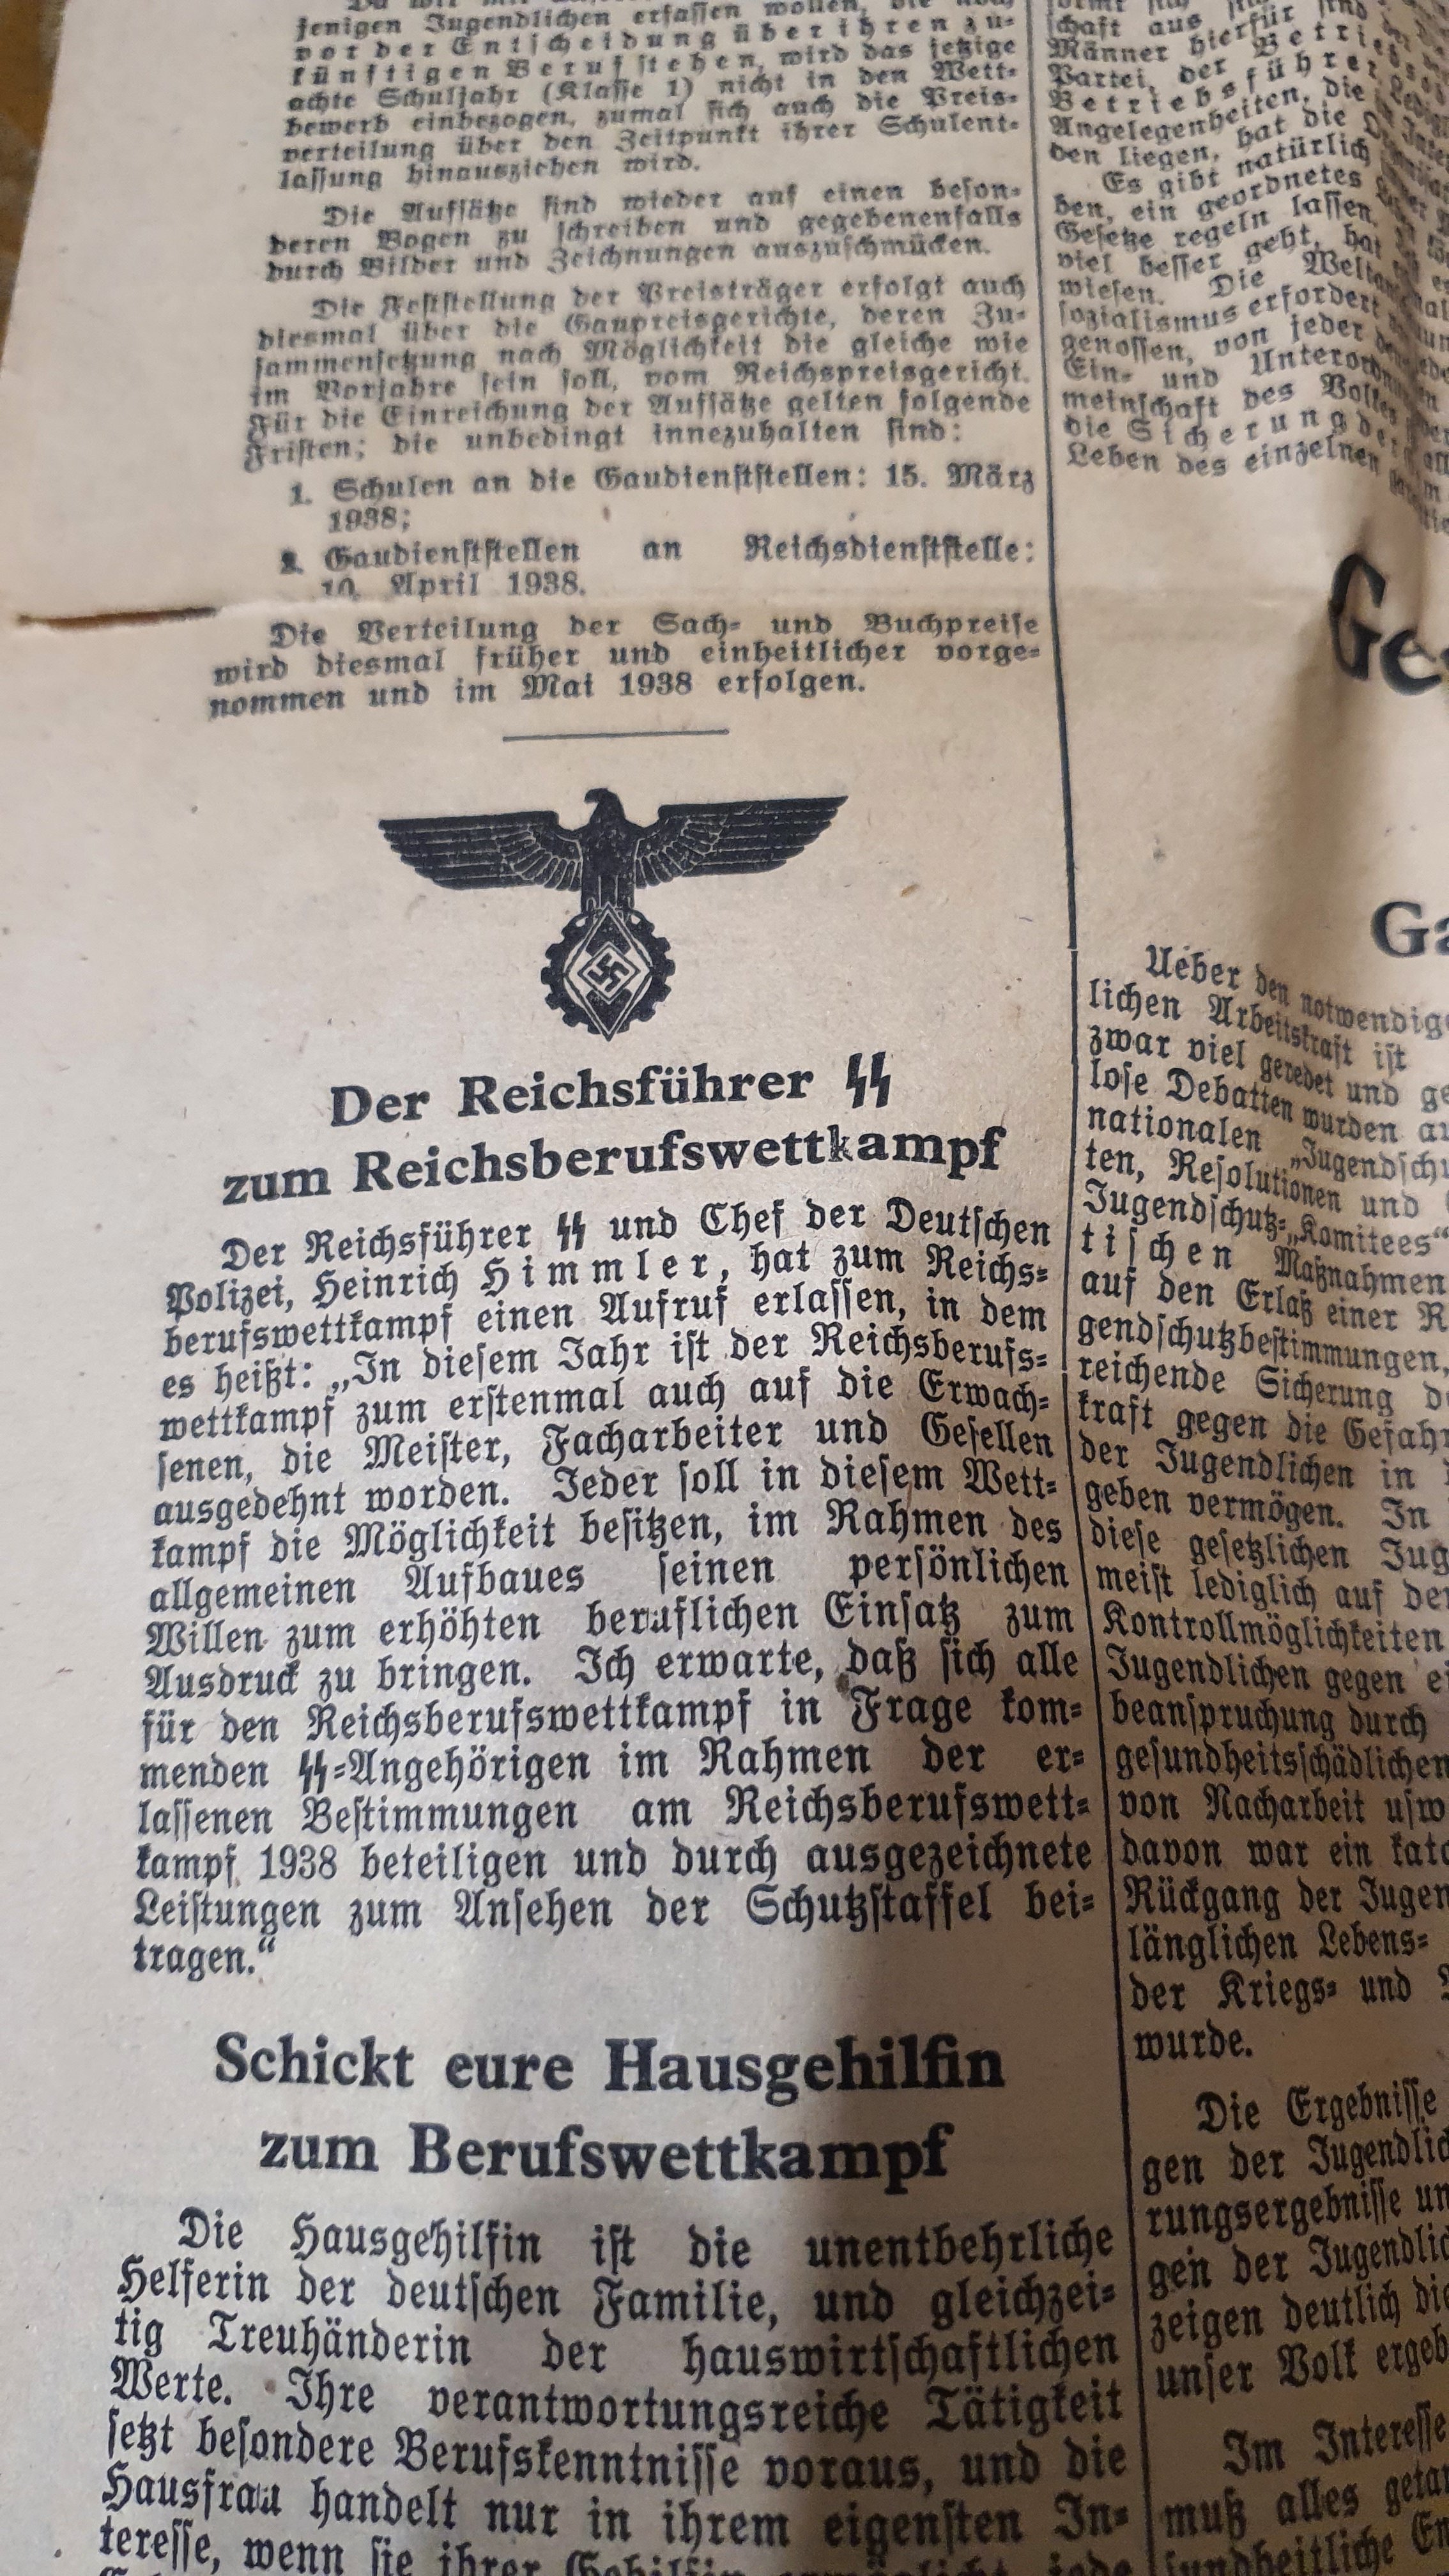 jenigen Jugendlichen erfassen wollen, die noch
vor der Entscheidung über ihren zu-
künftigen Beruf stehen, wird das jetzige
achte Schuljahr (Klasse 1) nicht in den Wett-
bewerb einbezogen, zumal sich auch die Preis-
verteilung über den Zeitpunkt ihrer Schulent-
lassung hinausziehen wird.
Die Aufsätze sind wieder auf einen beson-
deren Bogen zu schreiben und gegebenenfalls
durch Bilder und Zeichnungen auszuschmücken.
Die Feststellung der Preisträger erfolgt auch
diesmal über die Gaupreisgerichte, deren Zu-
sammensetzung nach Möglichkeit die gleiche wie
im Vorjahre sein soll, vom Reichspreisgericht.
Für die Einreichung der Aufsätze gelten folgende
Fristen; die unbedingt innezuhalten sind:
1. Schulen an die Gaudienststellen: 15. März
1938;
2. Gaudienststellen an Reichsdienststelle:
10. April 1938.
Die Verteilung der Sach- und Buchpreise
wird diesmal früher und einheitlicher vorge-
nommen und im Mai 1938 erfolgen.
Der Reichsführer SS
zum Reichsberufswettkampf
Der Reichsführer SS und Chef der Deutschen
Polizei, Heinrich Himmler, hat zum Reichs-
berufswettkampf einen Aufruf erlassen, in dem
es heißt: „In diesem Jahr ist der Reichsberufs-
wettkampf zum erstenmal auch auf die Erwach-
senen, die Meister, Facharbeiter und Gesellen
ausgedehnt worden. Jeder soll in diesem Wett-
kampf die Möglichkeit besitzen, im Rahmen des
allgemeinen Aufbaues seinen persönlichen
Willen zum erhöhten beruflichen Einsatz zum
Ausdruck zu bringen. Ich erwarte, daß sich alle
für den Reichsberufswettkampf in Frage kom-
menden SS-Angehörigen im Rahmen der er-
lassenen Bestimmungen am Reichsberufswett-
kampf 1938 beteiligen und durch ausgezeichnete
Leistungen zum Ansehen der Schutzstaffel bei-
tragen.“
Schickt eure Hausgehilfin
zum Berufswettkampf
Die Hausgehilfin ist die unentbehrliche
Helferin der deutschen Familie, und gleichzei-
tig Treuhänderin der hauswirtschaftlichen
Werte. Ihre verantwortungsreiche Tätigkeit
setzt besondere Berufskenntnisse voraus, und die
Hausfrau handelt nur in ihrem eigensten In-
teresse, wenn sie ihrer
schaft aus
Männer hierfür sind
Partei, der
Betriebsführer
Angelegenheiten, die
den liegen, hat die
Es gibt natürlich
ben, ein geordnetes
Gesetze regeln lassen.
viel besser geht, hat
wiesen. Die
sozialismus erfordert
genossen, von jeder
Ein- und
meinschaft des
die Sicherung
Leben des einzelnen
Ge
Ga
Ueber den notwendig
lichen Arbeitskraft ist
zwar viel geredet und ge
lose Debatten wurden
nationalen „Jugendsch
ten, Resolutionen und
Jugendschutz-„Komitees“
tischen Maßnahmen
auf den Erlaß einer R
gendschutzbestimmungen,
reichende Sicherung d
kraft gegen die Gefah
der Jugendlichen in
geben vermögen. In
diese gesetzlichen Jug
meist lediglich auf de
Kontrollmöglichkeiten
Jugendlichen gegen ei
beanspruchung durch
gesundheitsschädlichen
von Nacharbeit usw
davon war ein kat
Rückgang der Jugen
länglichen Lebens-
der Kriegs- und
wurde.
Die Ergebnisse
gen der Jugendlic
rungsergebnisse un
gen der Jugendlic
zeigen deutlich die
unser Volk ergeb
Im Interesse
muß alles geta
sundheitliche